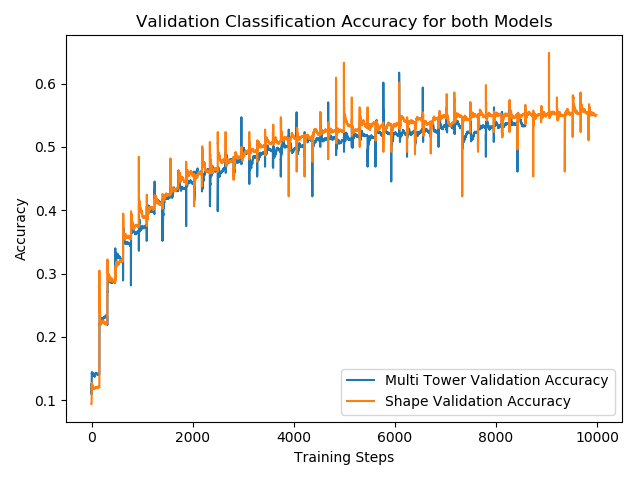 Validation Classification Accuracy for both Models
Accuracy
0.6
0.5
0.4
0.3
0.2
0.1
Multi Tower Validation Accuracy
Shape Validation Accuracy
0 2000 4000 6000 8000 10000
Training Steps